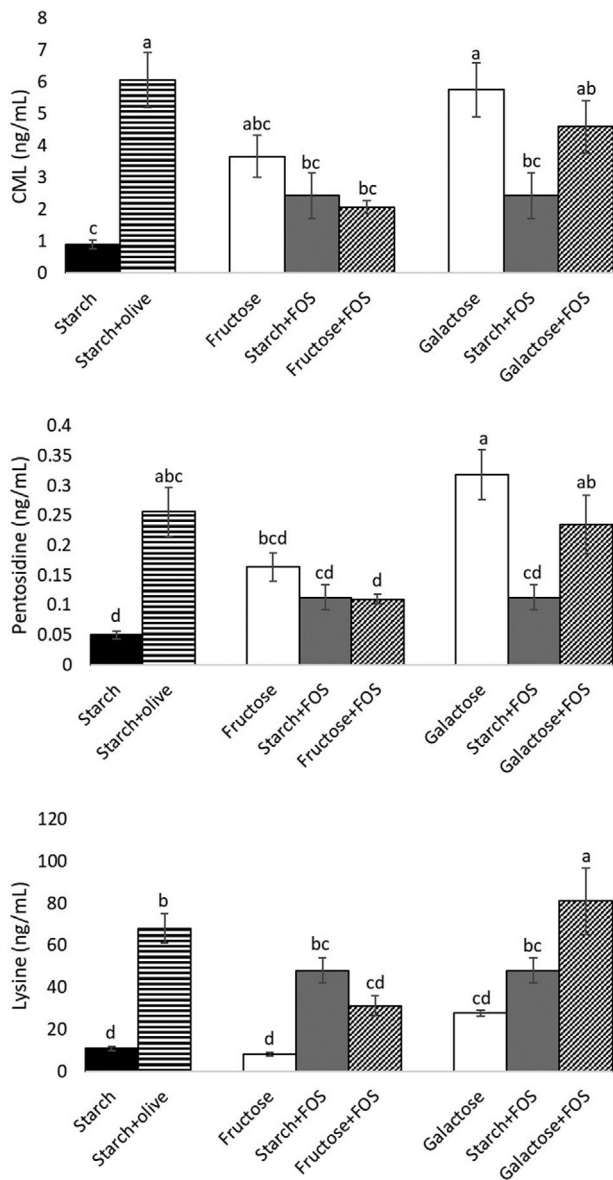 8
7
6
5
4
3
2
1
0
CML (ng/mL)
c
a
abc
bc
bc
a
bc
ab
Starch
Starch+olive
Fructose
Starch+FOS
Fructose+FOS
Galactose
Starch+FOS
Galactose+FOS
0.4
0.35
0.3
0.25
0.2
0.15
0.1
0.05
0
Pentosidine (ng/mL)
d
abc
bcd
cd
d
a
cd
ab
Starch
Starch+olive
Fructose
Starch+FOS
Fructose+FOS
Galactose
Starch+FOS
Galactose+FOS
120
100
80
60
40
20
0
Lysine (ng/mL)
d
b
d
bc
cd
cd
bc
a
Starch
Starch+olive
Fructose
Starch+FOS
Fructose+FOS
Galactose
Starch+FOS
Galactose+FOS